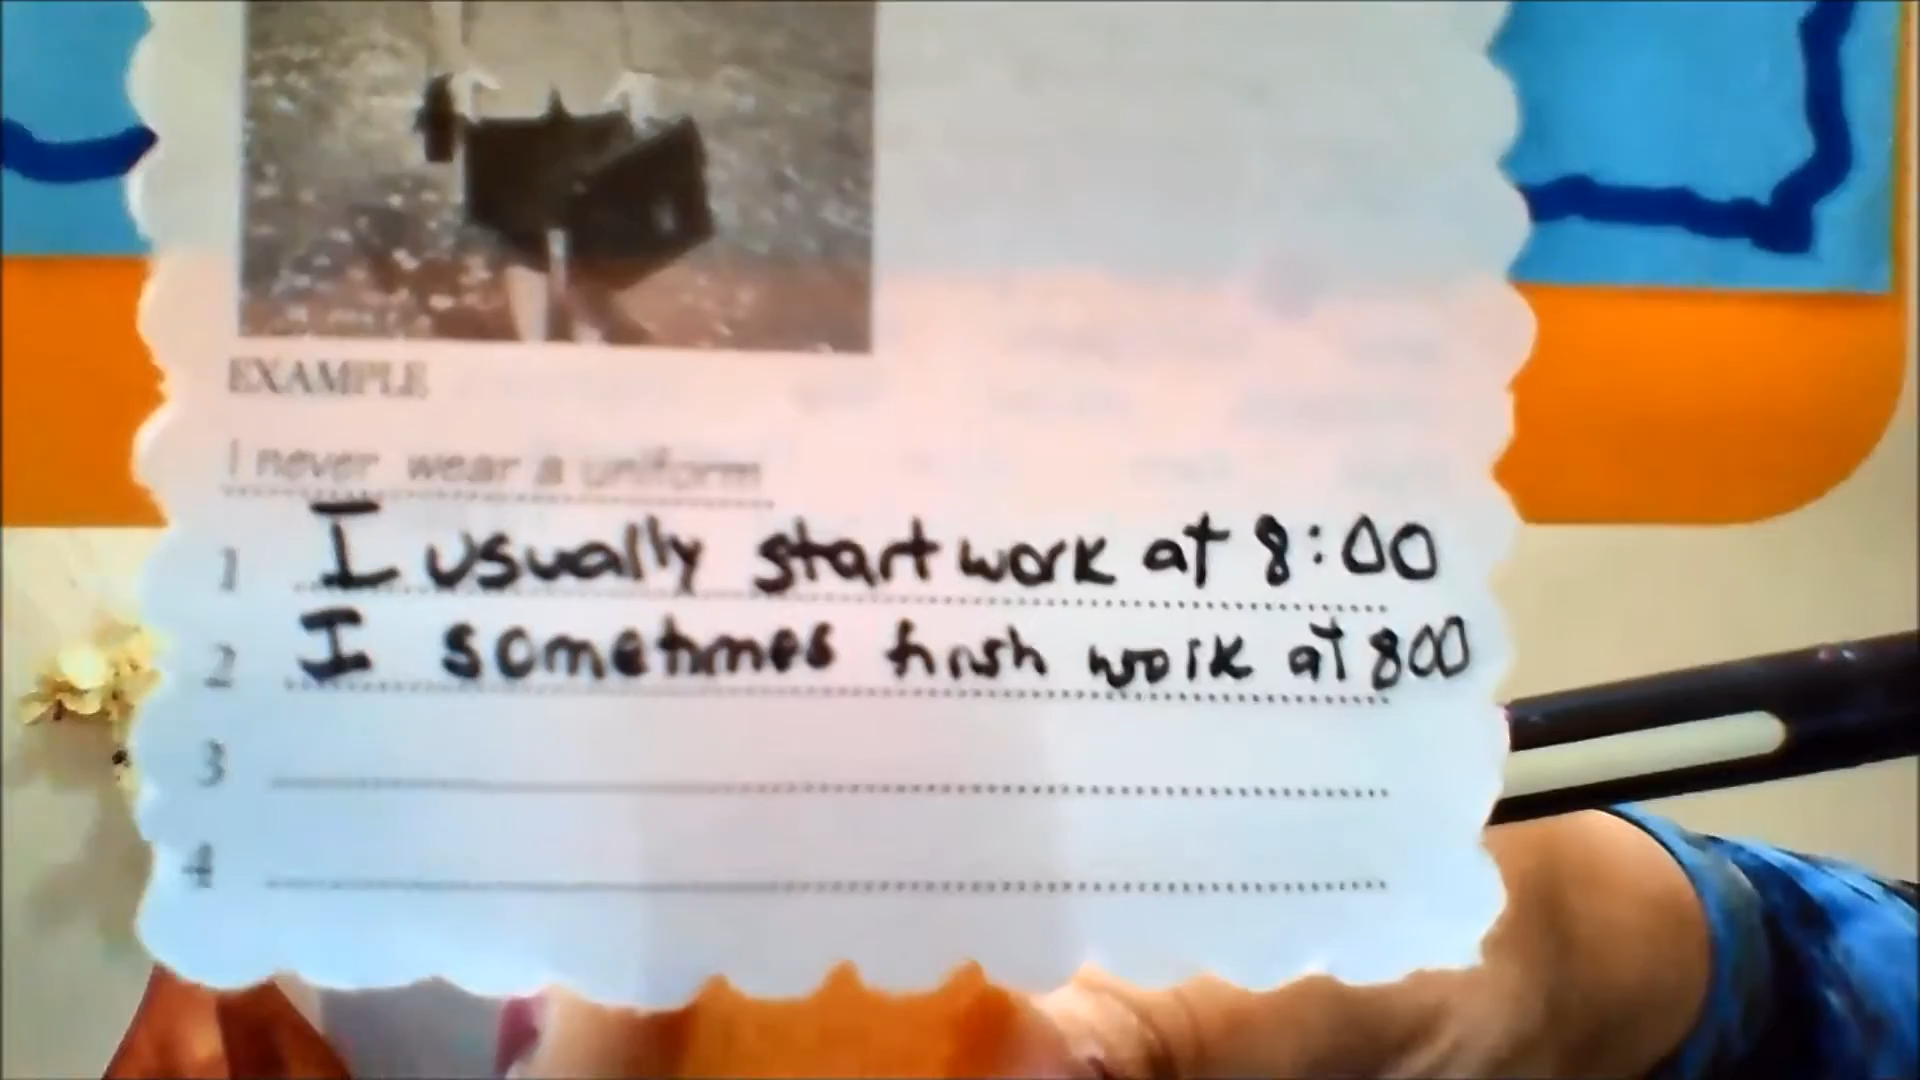 EXAMPLE
I never wear a uniform
1 I usually start work at 8:00
2 I sometimes finish work at 800
3
4